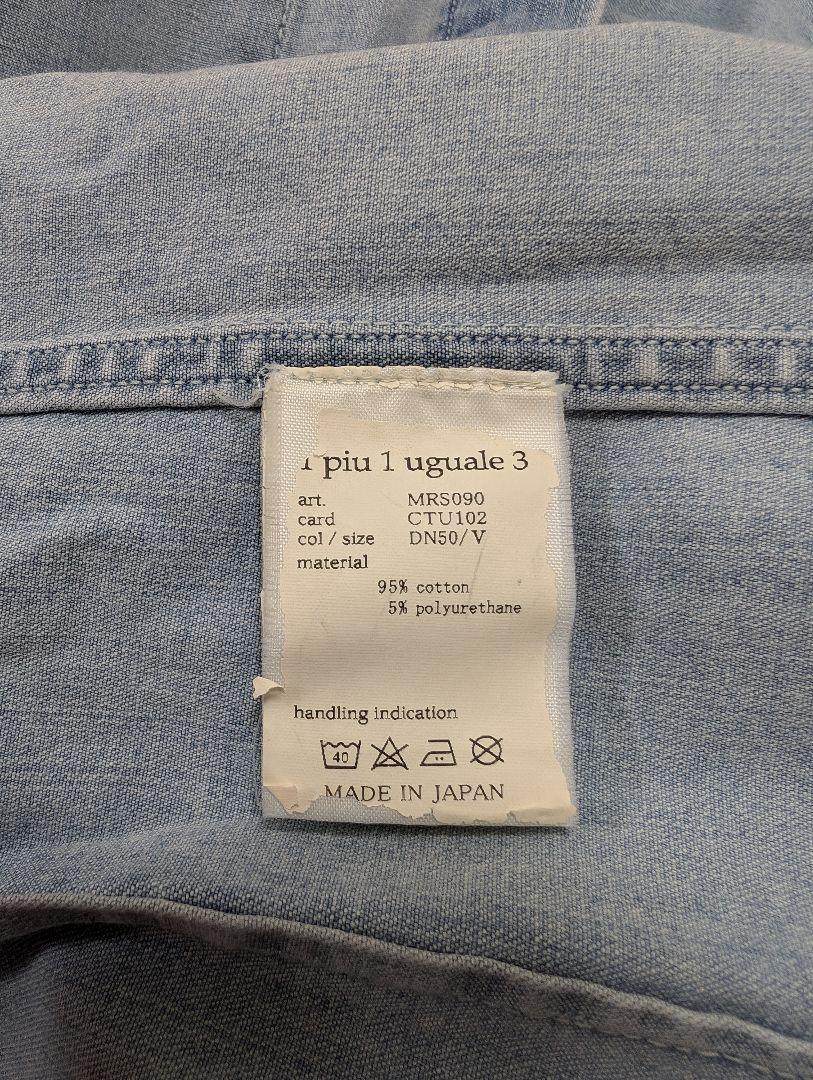 1 piu 1 uguale 3
art. MRS090
card CTU102
col / size DN50/V
material
95% cotton
5% polyurethane
handling indication
40
MADE IN JAPAN